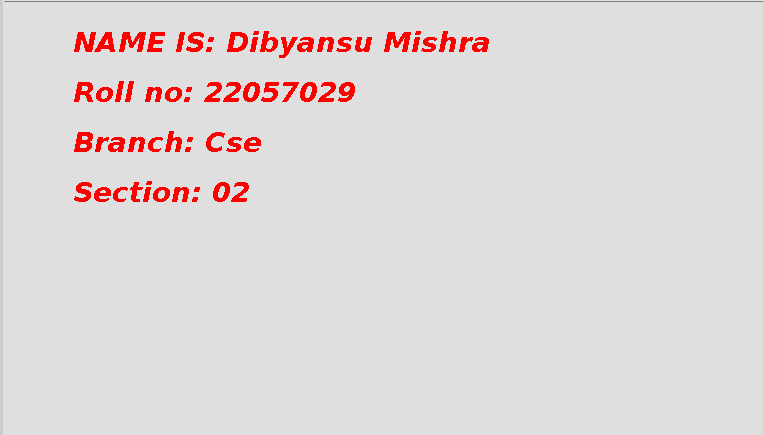 NAME IS: Dibyansu Mishra
Roll no: 22057029
Branch: Cse
Section: 02